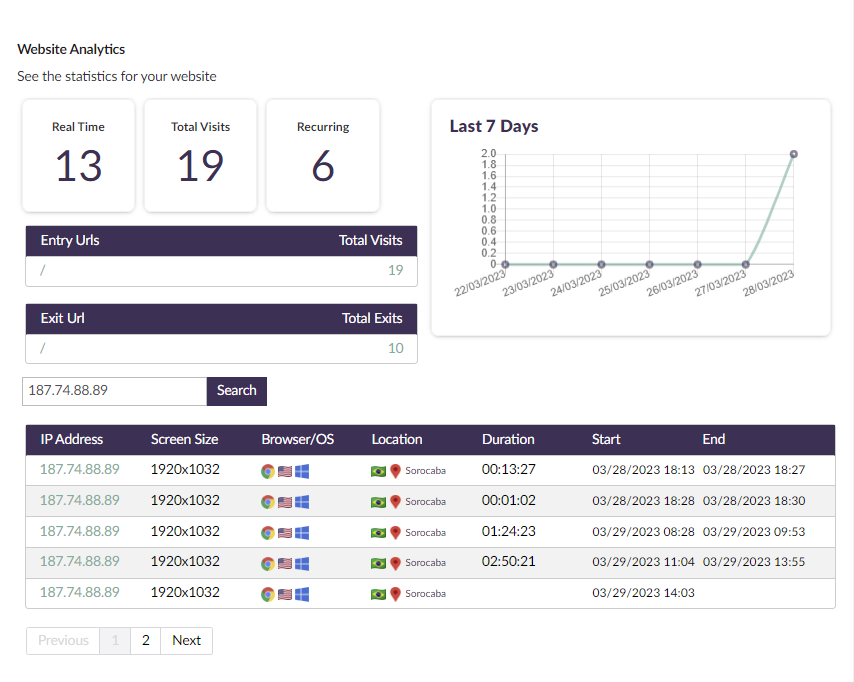 Website Analytics
See the statistics for your website
Real Time
13
Total Visits
19
Recurring
6
Last 7 Days
2.0
1.8
1.6
1.4
1.2
1.0
0.8
0.6
0.4
0.2
0
22/03/2023 23/03/2023 24/03/2023 25/03/2023 26/03/2023 27/03/2023 28/03/2023
Entry Urls Total Visits
/ 19
Exit Url Total Exits
/ 10
187.74.88.89 Search
IP Address Screen Size Browser/OS Location Duration Start End
187.74.88.89 1920x1032 Sorocaba 00:13:27 03/28/2023 18:13 03/28/2023 18:27
187.74.88.89 1920x1032 Sorocaba 00:01:02 03/28/2023 18:28 03/28/2023 18:30
187.74.88.89 1920x1032 Sorocaba 01:24:23 03/29/2023 08:28 03/29/2023 09:53
187.74.88.89 1920x1032 Sorocaba 02:50:21 03/29/2023 11:04 03/29/2023 13:55
187.74.88.89 1920x1032 Sorocaba 03/29/2023 14:03
Previous 1 2 Next